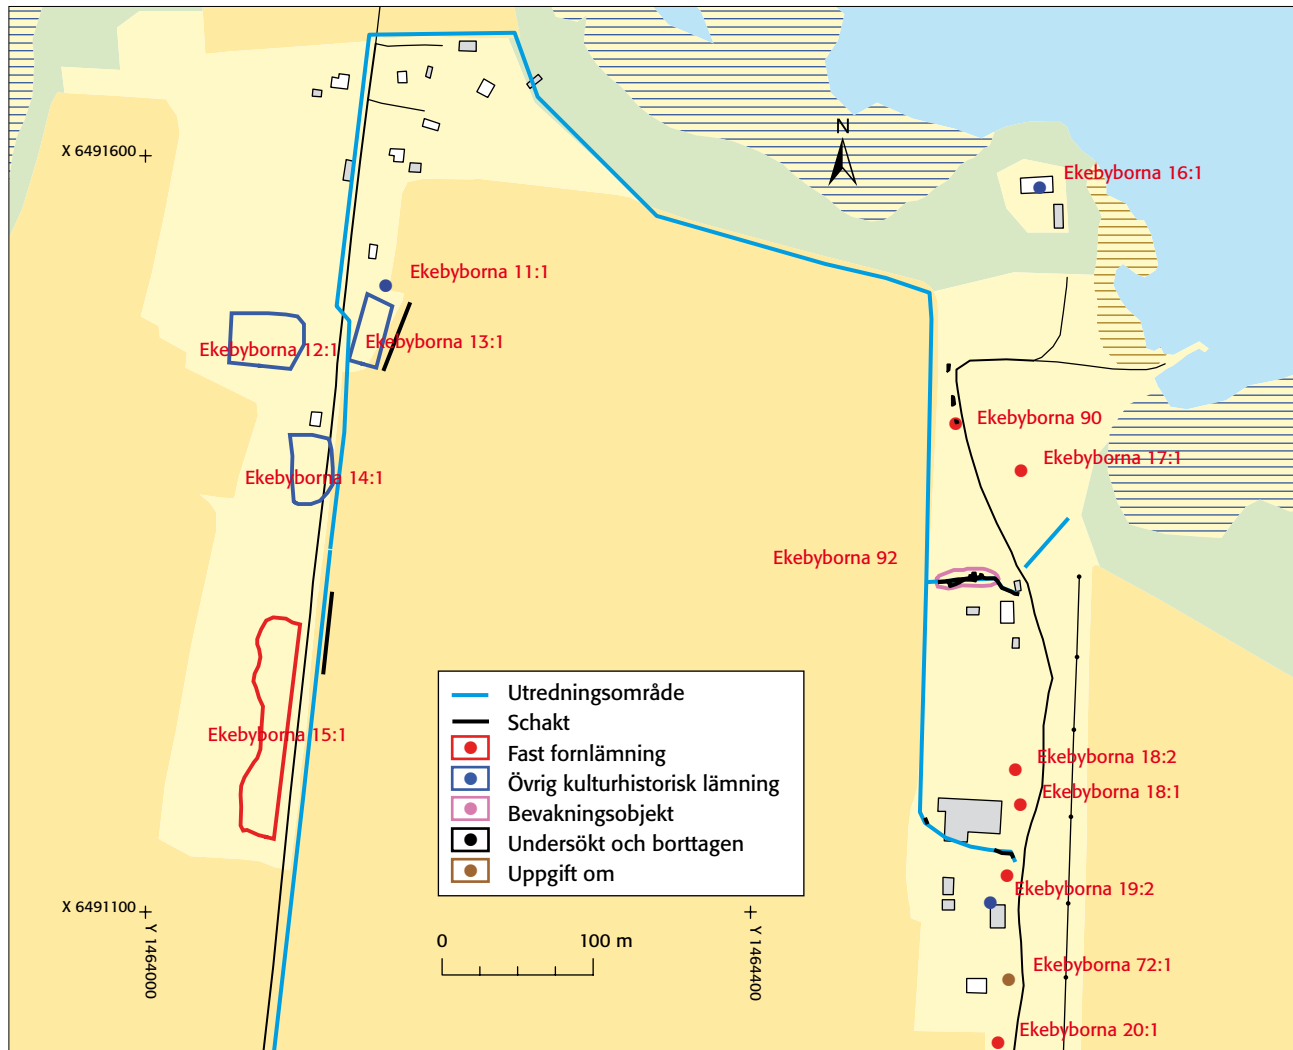 N
X 6491600
Ekebyborna 16:1
Ekebyborna 11:1
Ekebyborna 13:1
Ekebyborna 12:1
Ekebyborna 90
Ekebyborna 17:1
Ekebyborna 14:1
Ekebyborna 92
Ekebyborna 15:1
Utredningsområde
Schakt
Fast fornlämning
Övrig kulturhistorisk lämning
Bevakningsobjekt
Undersökt och borttagen
Uppgift om
Ekebyborna 18:2
Ekebyborna 18:1
Ekebyborna 19:2
X 6491100
Y 1464000
Y 1464400
0 100 m
Ekebyborna 72:1
Ekebyborna 20:1